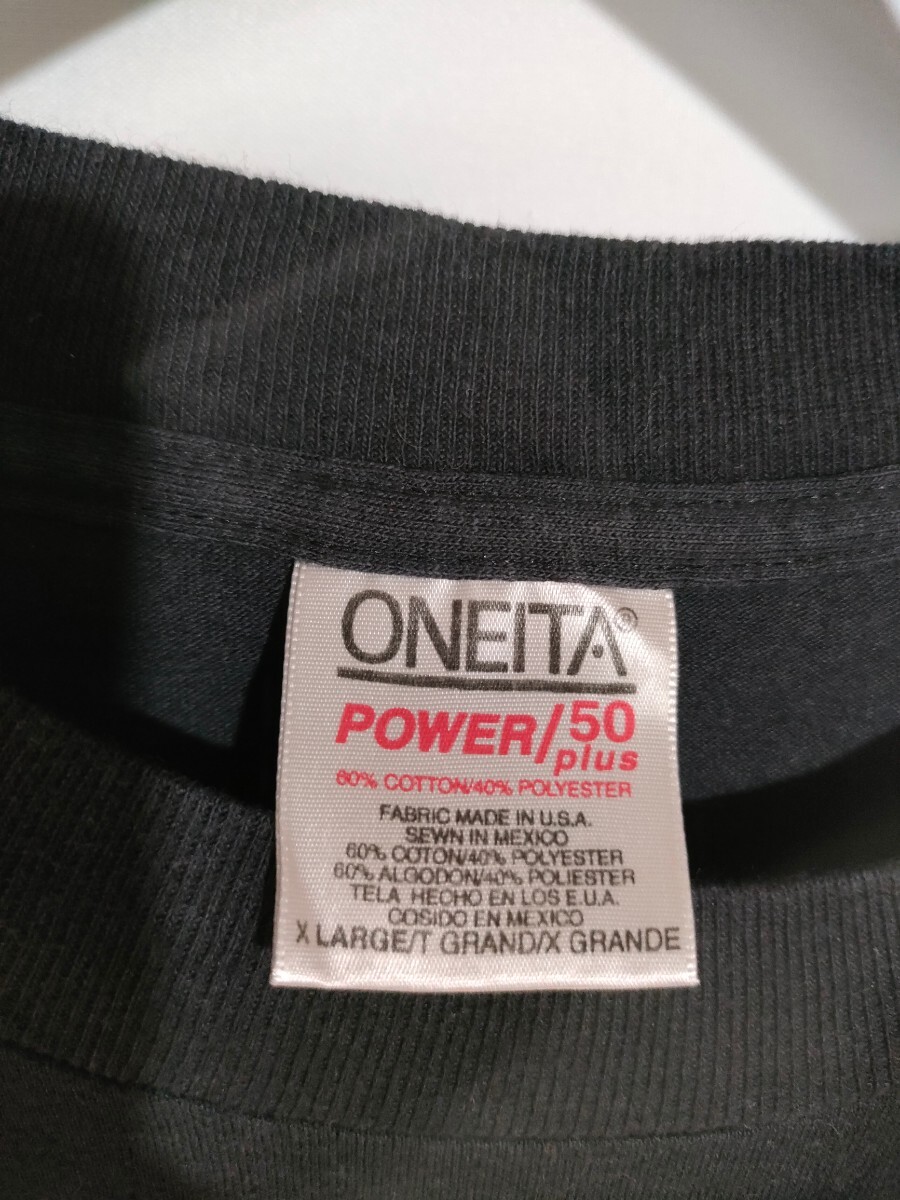 ONEITA®
POWER/50 plus
60% COTTON/40% POLYESTER
FABRIC MADE IN U.S.A.
SEWN IN MEXICO
60% COTON/40% POLYESTER
60% ALGODON/40% POLIESTER
TELA HECHO EN LOS E.U.A.
COSIDO EN MEXICO
X LARGE/T GRAND/X GRANDE